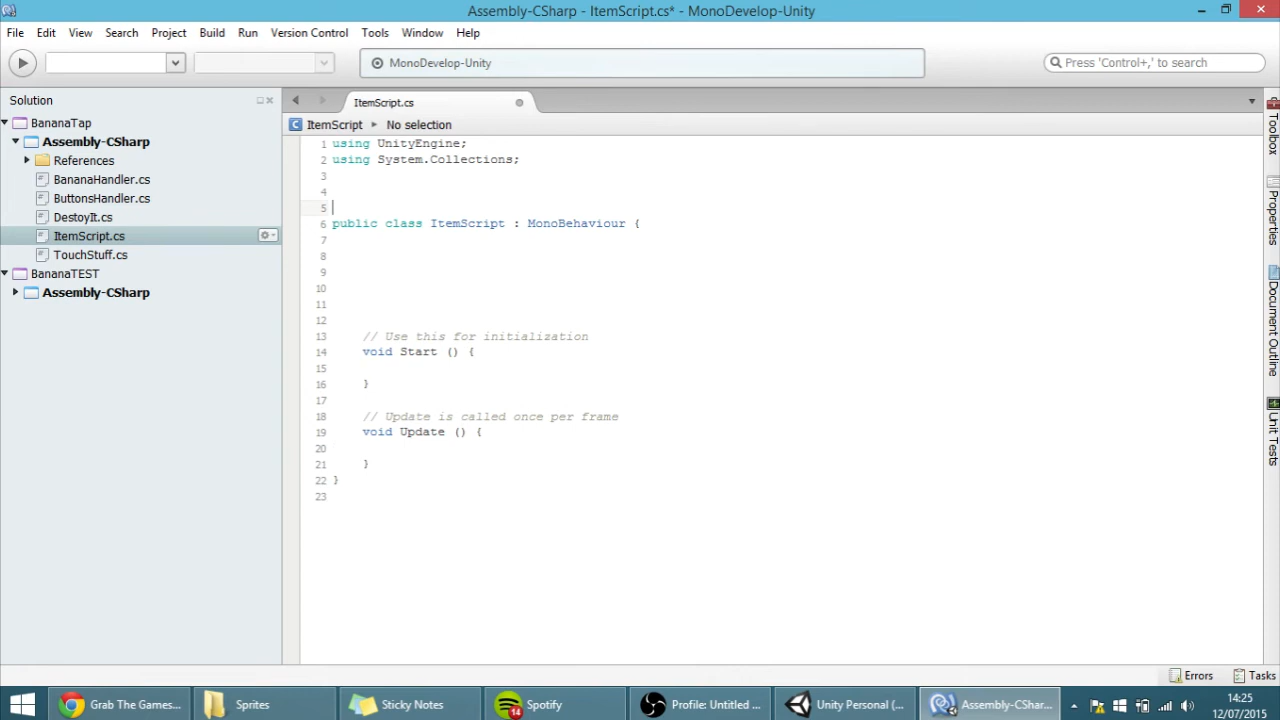 Assembly-CSharp - ItemScript.cs* - MonoDevelop-Unity
File Edit View Search Project Build Run Version Control Tools Window Help
MonoDevelop-Unity
Press 'Control+,' to search
Solution
ItemScript.cs
BananaTap
Assembly-CSharp
References
BananaHandler.cs
ButtonsHandler.cs
DestoyIt.cs
ItemScript.cs
TouchStuff.cs
BananaTEST
Assembly-CSharp
ItemScript
No selection
1 using UnityEngine;
2 using System.Collections;
3
4
5
6 public class ItemScript : MonoBehaviour {
7
8
9
10
11
12
13 // Use this for initialization
14 void Start () {
15
16 }
17
18 // Update is called once per frame
19 void Update () {
20
21 }
22 }
23
Toolbox
Properties
Document Outline
Unit Tests
Errors Tasks
Grab The Games...
Sprites
Sticky Notes
14
Spotify
Profile: Untitled ...
Unity Personal (...
Assembly-CShar...
14:25
12/07/2015